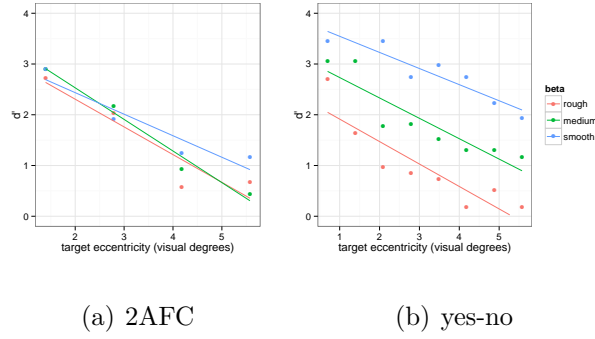 4
3
2
1
0
d'
2 3 4 5
target eccentricity (visual degrees)
(a) 2AFC
4
3
2
1
0
d'
1 2 3 4 5
target eccentricity (visual degrees)
(b) yes-no
beta
rough
medium
smooth